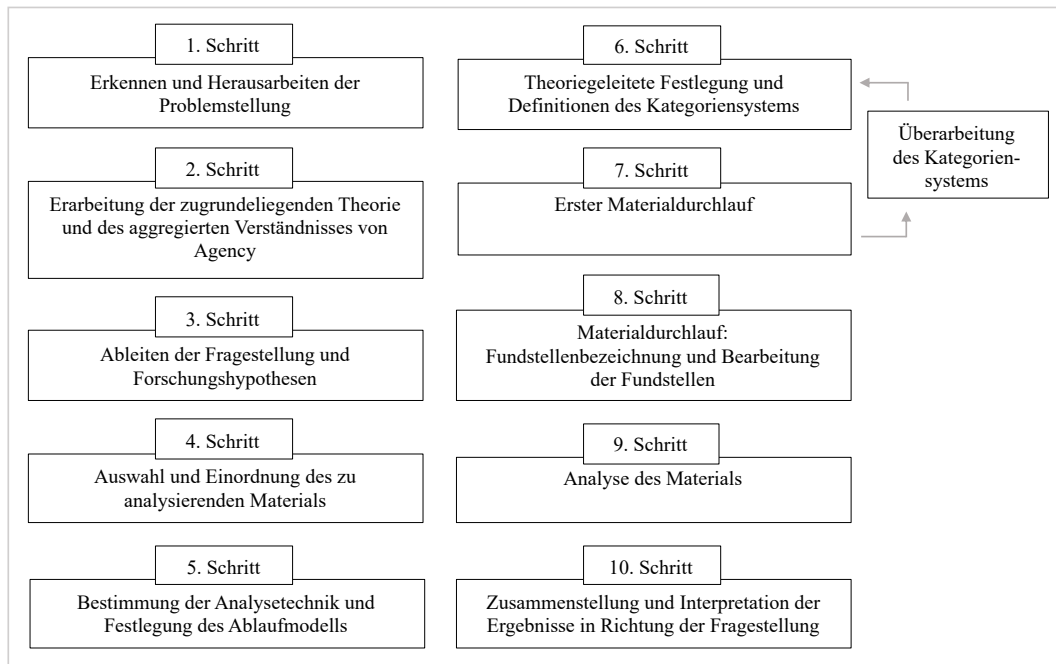 1. Schritt
Erkennen und Herausarbeiten der
Problemstellung
2. Schritt
Erarbeitung der zugrundeliegenden Theorie
und des aggregierten Verständnisses von
Agency
3. Schritt
Ableiten der Fragestellung und
Forschungshypothesen
4. Schritt
Auswahl und Einordnung des zu
analysierenden Materials
5. Schritt
Bestimmung der Analysetechnik und
Festlegung des Ablaufmodells
6. Schritt
Theoriegeleitete Festlegung und
Definitionen des Kategoriensystems
7. Schritt
Erster Materialdurchlauf
Überarbeitung
des Kategorien-
systems
8. Schritt
Materialdurchlauf:
Fundstellenbezeichnung und Bearbeitung
der Fundstellen
9. Schritt
Analyse des Materials
10. Schritt
Zusammenstellung und Interpretation der
Ergebnisse in Richtung der Fragestellung